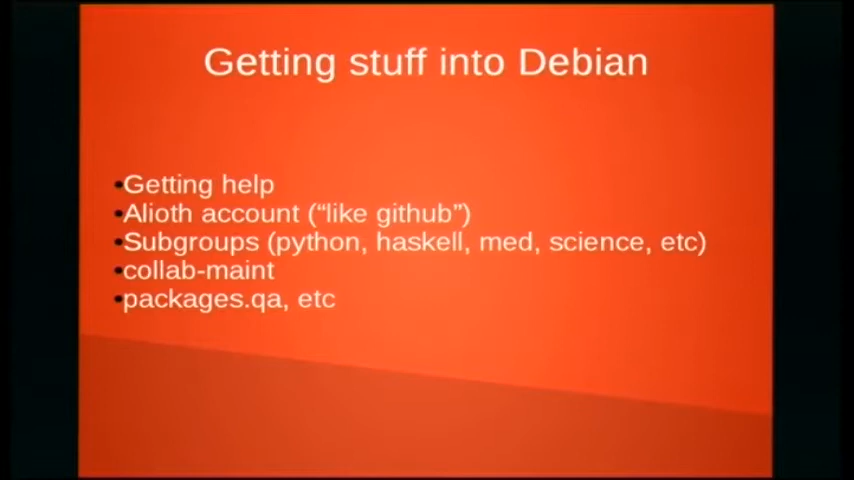 Getting stuff into Debian
•Getting help
•Alioth account (“like github”)
•Subgroups (python, haskell, med, science, etc)
•collab-maint
•packages.qa, etc